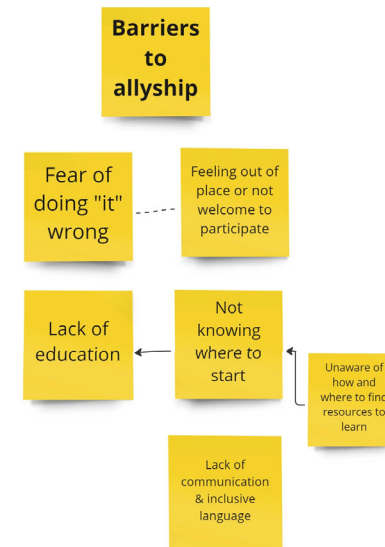 Barriers
to
allyship
Fear of
doing "it"
wrong
Feeling out of
place or not
welcome to
participate
Lack of
education
Not
knowing
where to
start
Unaware of
how and
where to find
resources to
learn
Lack of
communication
& inclusive
language